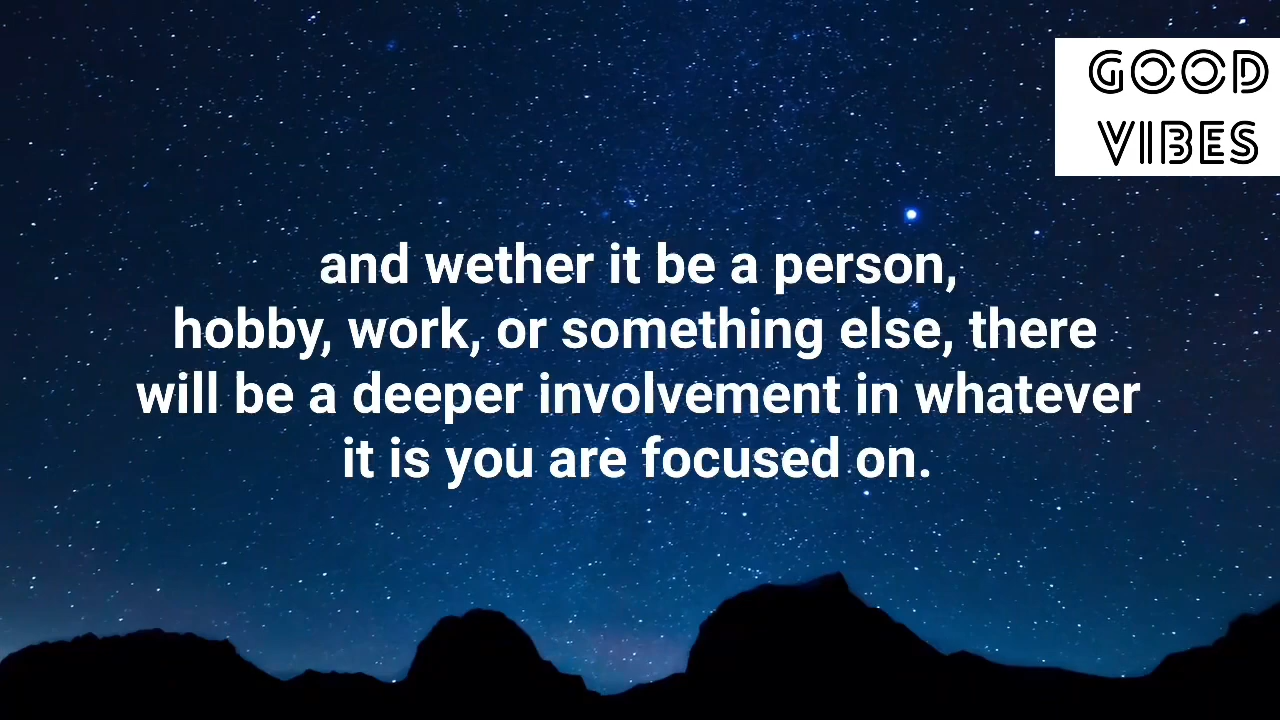 GOOD
VIBES
and wether it be a person,
hobby, work, or something else, there
will be a deeper involvement in whatever
it is you are focused on.